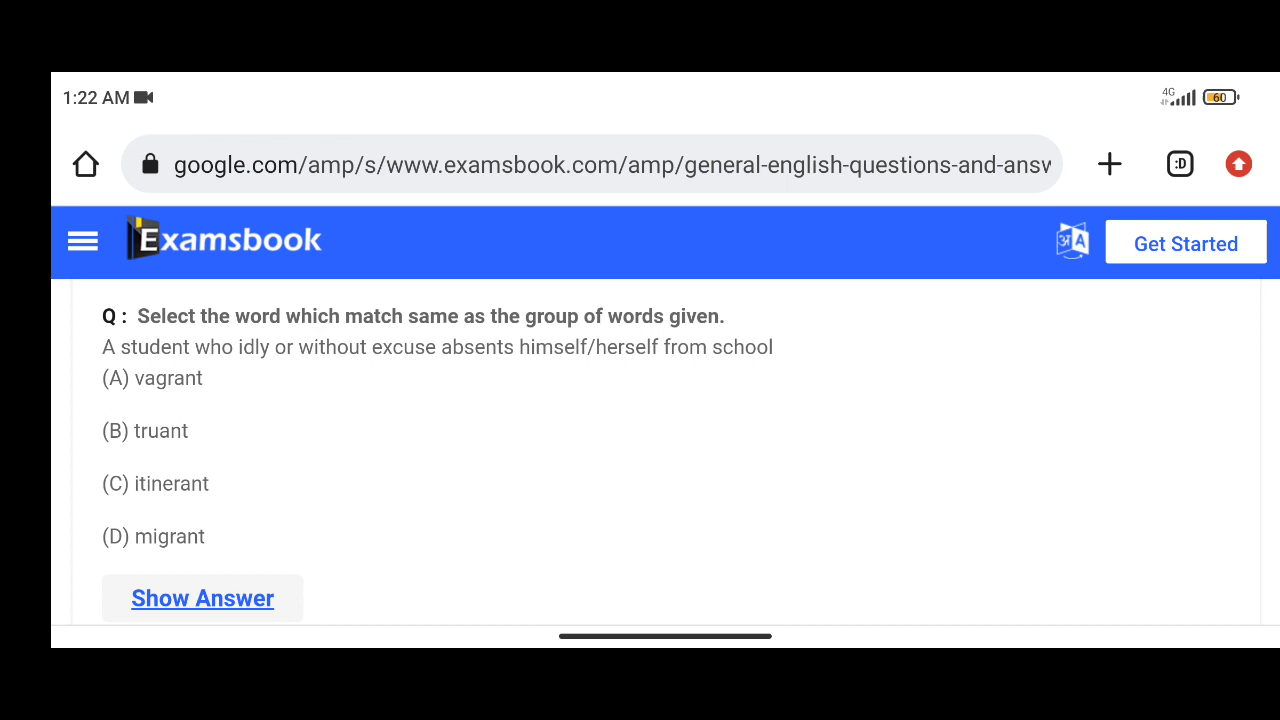 1:22 AM
4G 60
google.com/amp/s/www.examsbook.com/amp/general-english-questions-and-answ
:D
Examsbook
अ A
Get Started
Q : Select the word which match same as the group of words given.
A student who idly or without excuse absents himself/herself from school
(A) vagrant
(B) truant
(C) itinerant
(D) migrant
Show Answer